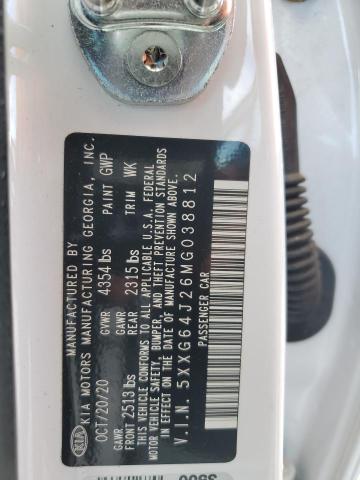 MANUFACTURED BY
KIA KIA MOTORS MANUFACTURING GEORGIA, INC.
OCT/20/20 GVWR 4354 lbs PAINT GWP
GAWR FRONT 2513 lbs GAWR REAR 2315 lbs TRIM WK
THIS VEHICLE CONFORMS TO ALL APPLICABLE U.S.A. FEDERAL
MOTOR VEHICLE SAFETY, BUMPER, AND THEFT PREVENTION STANDARDS
IN EFFECT ON THE DATE OF MANUFACTURE SHOWN ABOVE.
V.I.N. 5XXG64J26MG038812
PASSENGER CAR